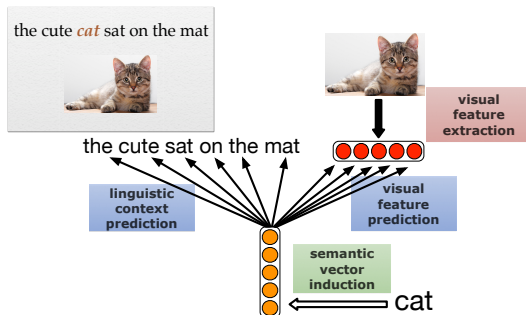 the cute cat sat on the mat
visual
feature
extraction
the cute sat on the mat
linguistic
context
prediction
visual
feature
prediction
semantic
vector
induction
cat